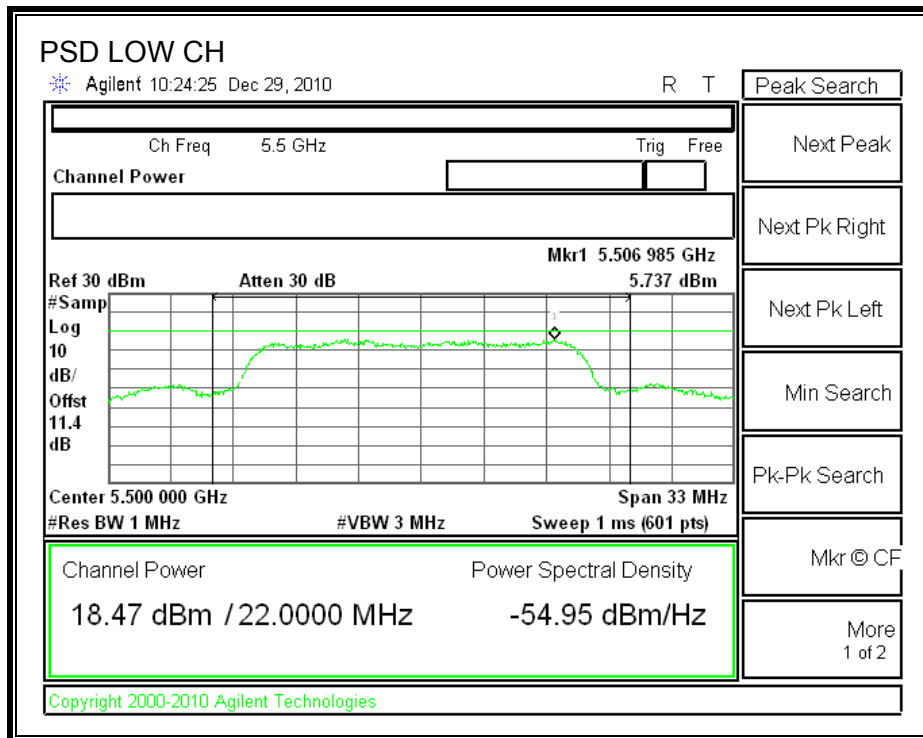 PSD LOW CH
Agilent 10:24:25 Dec 29, 2010 R T
Peak Search
Ch Freq 5.5 GHz Trig Free
Channel Power
Mkr1 5.506 985 GHz
Ref 30 dBm Atten 30 dB 5.737 dBm
#Samp
Log
10
dB/
Offst
11.4
dB
1
Center 5.500 000 GHz Span 33 MHz
#Res BW 1 MHz #VBW 3 MHz Sweep 1 ms (601 pts)
Channel Power Power Spectral Density
18.47 dBm / 22.0000 MHz -54.95 dBm/Hz
Next Peak
Next Pk Right
Next Pk Left
Min Search
Pk-Pk Search
Mkr © CF
More
1 of 2
Copyright 2000-2010 Agilent Technologies